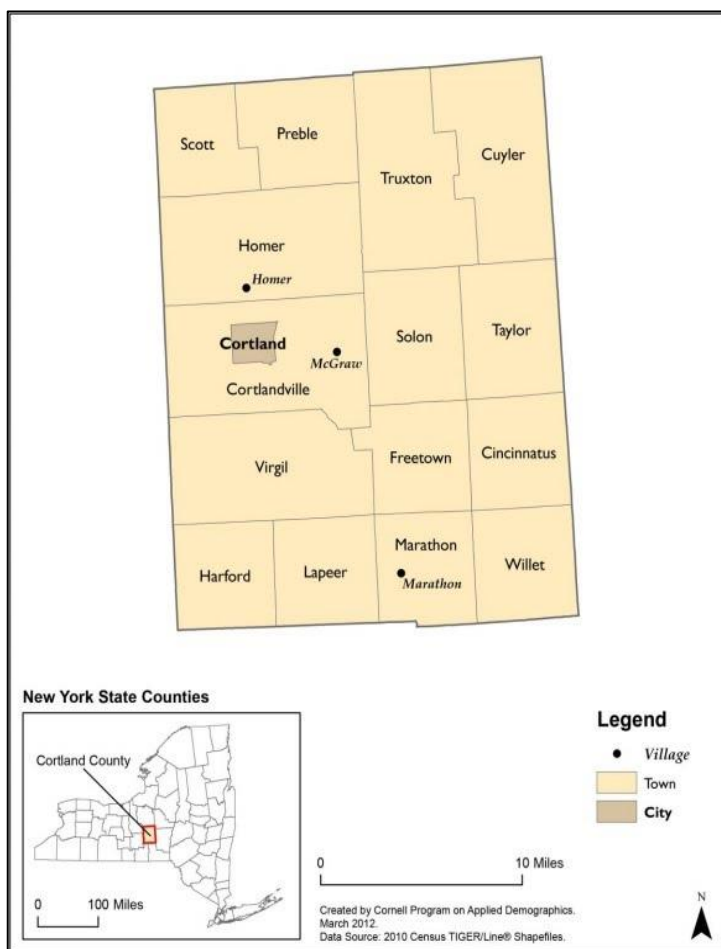 Scott
Preble
Cuyler
Truxton
Homer
Homer
Cortland
McGraw
Cortlandville
Solon
Taylor
Virgil
Freetown
Cincinnatus
Harford
Lapeer
Marathon
Marathon
Willet
New York State Counties
Cortland County
0 100 Miles
0 10 Miles
Created by Cornell Program on Applied Demographics.
March 2012.
Data Source: 2010 Census TIGER/Line® Shapefiles.
Legend
Village
Town
City
N